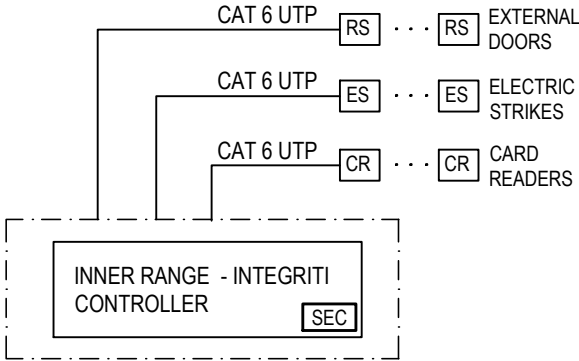 CAT 6 UTP
RS
RS
EXTERNAL
DOORS
CAT 6 UTP
ES
ES
ELECTRIC
STRIKES
CAT 6 UTP
CR
CR
CARD
READERS
INNER RANGE - INTEGRITI
CONTROLLER
SEC